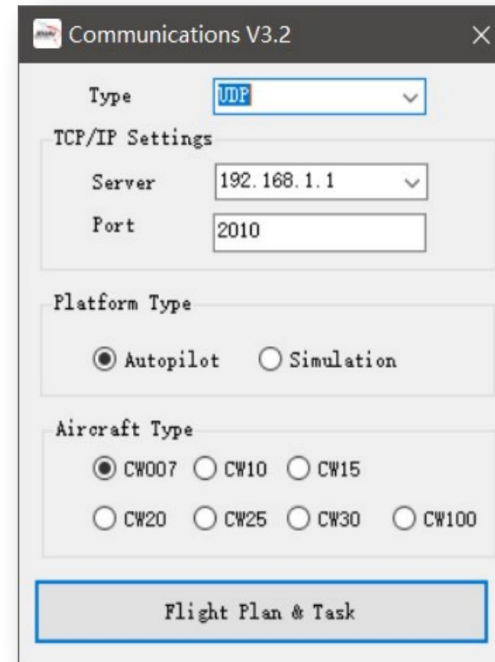 Communications V3.2
Type UDP
TCP/IP Settings
Server 192.168.1.1
Port 2010
Platform Type
Autopilot Simulation
Aircraft Type
CW007 CW10 CW15
CW20 CW25 CW30 CW100
Flight Plan & Task